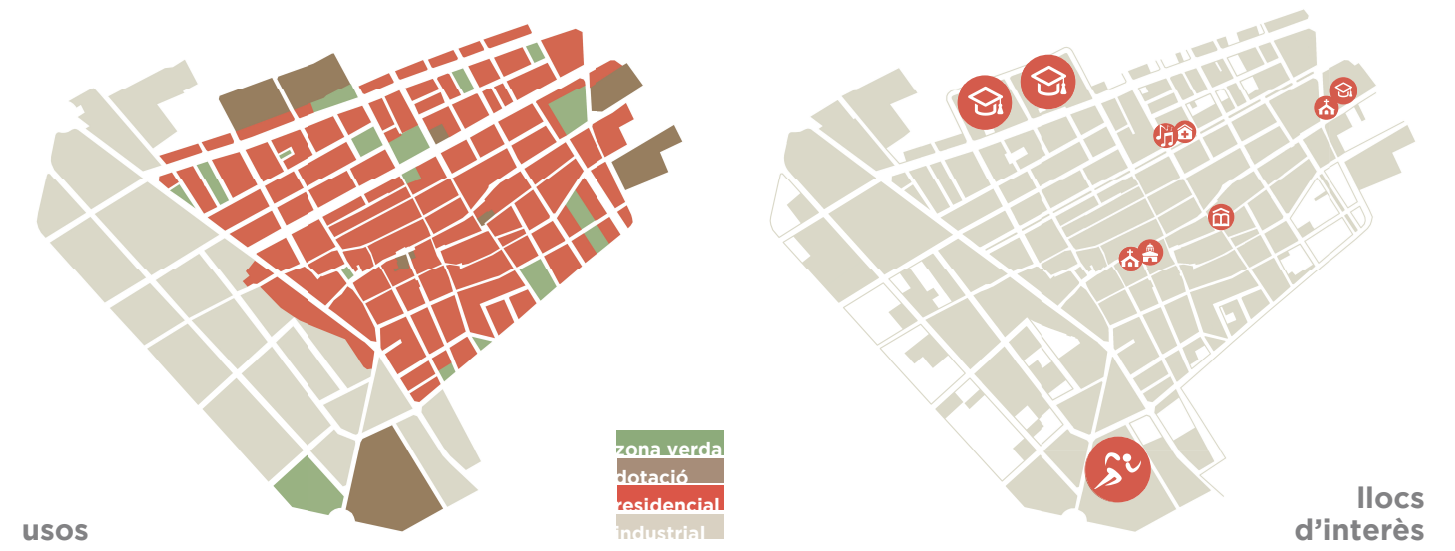 zona verda
dotació
residencial
industrial
usos
llocs
d'interès